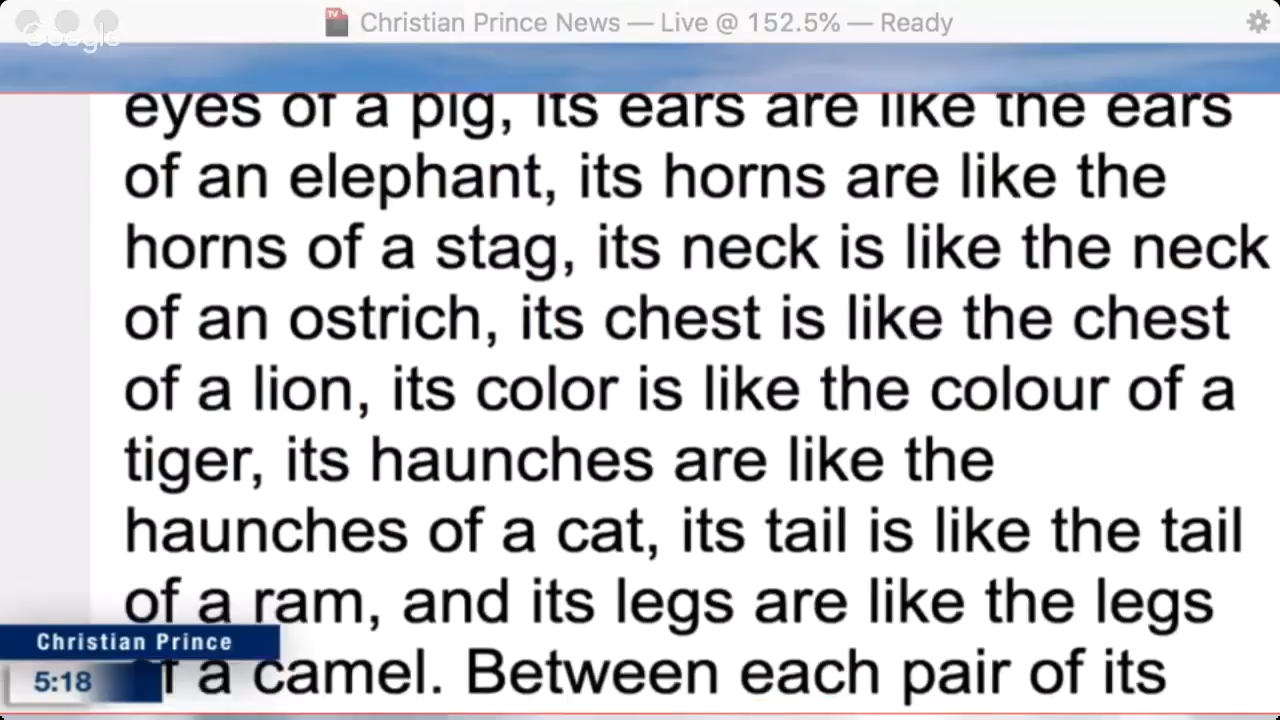 Christian Prince News — Live @ 152.5% — Ready
Google
eyes of a pig, its ears are like the ears
of an elephant, its horns are like the
horns of a stag, its neck is like the neck
of an ostrich, its chest is like the chest
of a lion, its color is like the colour of a
tiger, its haunches are like the
haunches of a cat, its tail is like the tail
of a ram, and its legs are like the legs
of a camel. Between each pair of its
Christian Prince
5:18